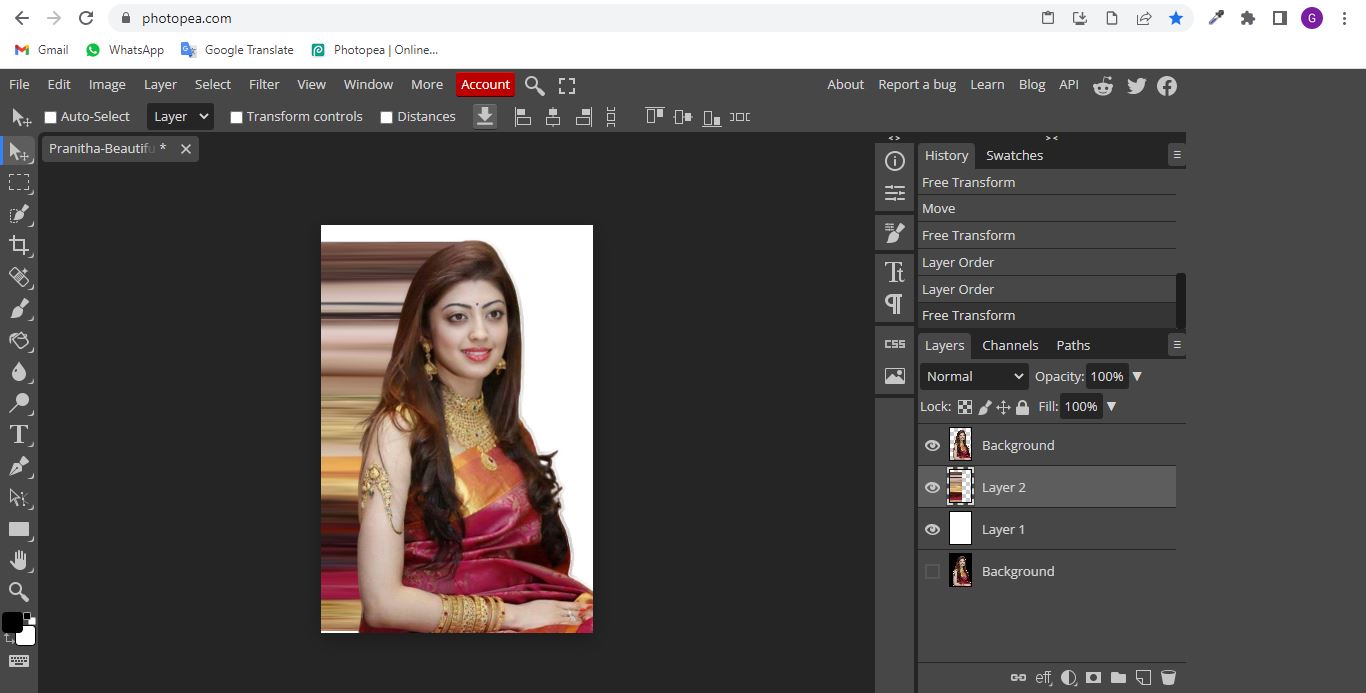 photopea.com
G
Gmail WhatsApp Google Translate Photopea | Online...
File Edit Image Layer Select Filter View Window More Account About Report a bug Learn Blog API
Auto-Select Layer Transform controls Distances
Pranitha-Beautifu *
< > > <
History Swatches
Free Transform
Move
Free Transform
Layer Order
Layer Order
Free Transform
CSS
Layers Channels Paths
Normal Opacity: 100%
Lock: Fill: 100%
Background
Layer 2
Layer 1
Background
eff